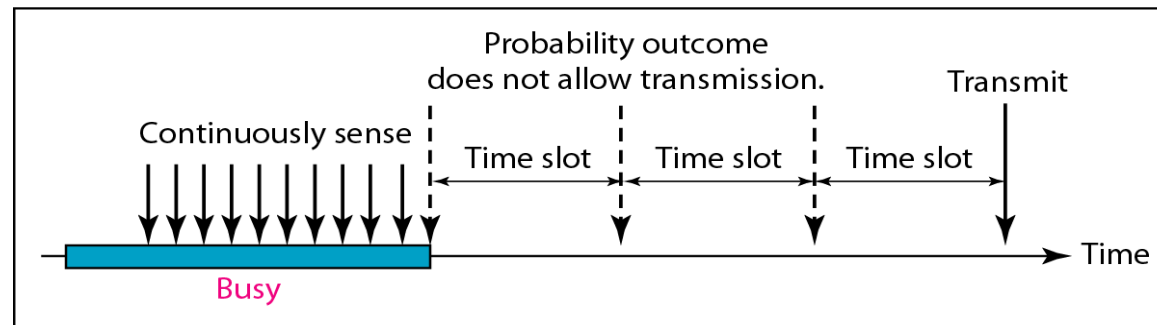 Probability outcome
does not allow transmission.
Transmit
Continuously sense
Time slot
Time slot
Time slot
Time
Busy